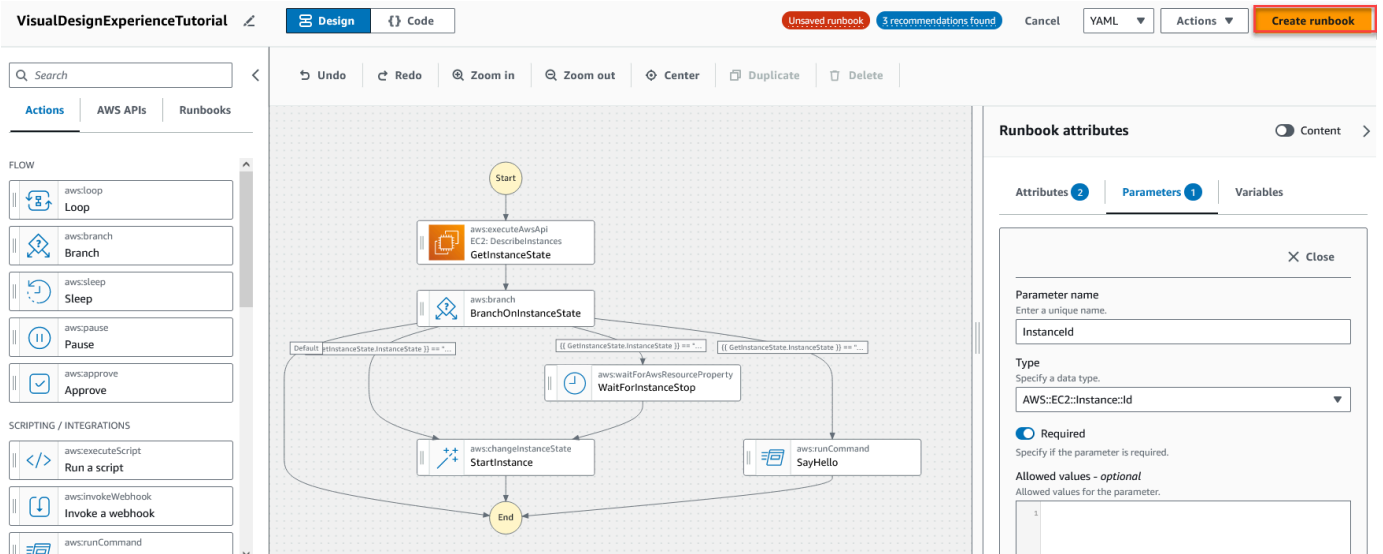 VisualDesignExperienceTutorial
Design
{} Code
Unsaved runbook
3 recommendations found
Cancel
YAML
Actions
Create runbook
Search
Actions
AWS APIs
Runbooks
Undo
Redo
Zoom in
Zoom out
Center
Duplicate
Delete
FLOW
aws:loop
Loop
aws:branch
Branch
aws:sleep
Sleep
aws:pause
Pause
aws:approve
Approve
SCRIPTING / INTEGRATIONS
aws:executeScript
Run a script
aws:invokeWebhook
Invoke a webhook
aws:runCommand
Start
aws:executeAwsApi
EC2: DescribeInstances
GetInstanceState
aws:branch
BranchOnInstanceState
Default
etInstanceState.InstanceState }} == "...
{{ GetInstanceState.InstanceState }} == "...
{{ GetInstanceState.InstanceState }} == "...
aws:waitForAwsResourceProperty
WaitForInstanceStop
aws:changeInstanceState
StartInstance
aws:runCommand
SayHello
End
Runbook attributes
Content
Attributes 2
Parameters 1
Variables
Close
Parameter name
Enter a unique name.
InstanceId
Type
Specify a data type.
AWS::EC2::Instance::Id
Required
Specify if the parameter is required.
Allowed values - optional
Allowed values for the parameter.
1